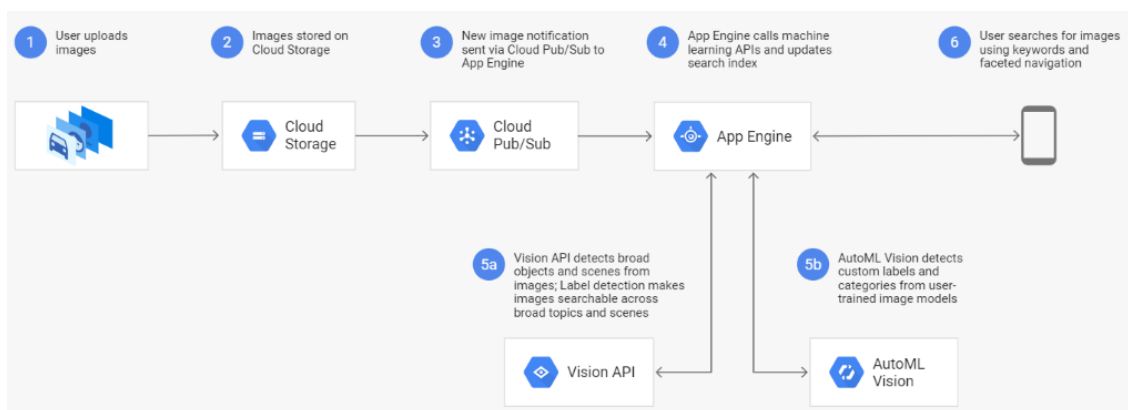 1
User uploads
images
2
Images stored on
Cloud Storage
3
New image notification
sent via Cloud Pub/Sub to
App Engine
4
App Engine calls machine
learning APIs and updates
search index
6
User searches for images
using keywords and
faceted navigation
Cloud
Storage
Cloud
Pub/Sub
App Engine
5a
Vision API detects broad
objects and scenes from
images; Label detection makes
images searchable across
broad topics and scenes
5b
AutoML Vision detects
custom labels and
categories from user-
trained image models
Vision API
AutoML
Vision